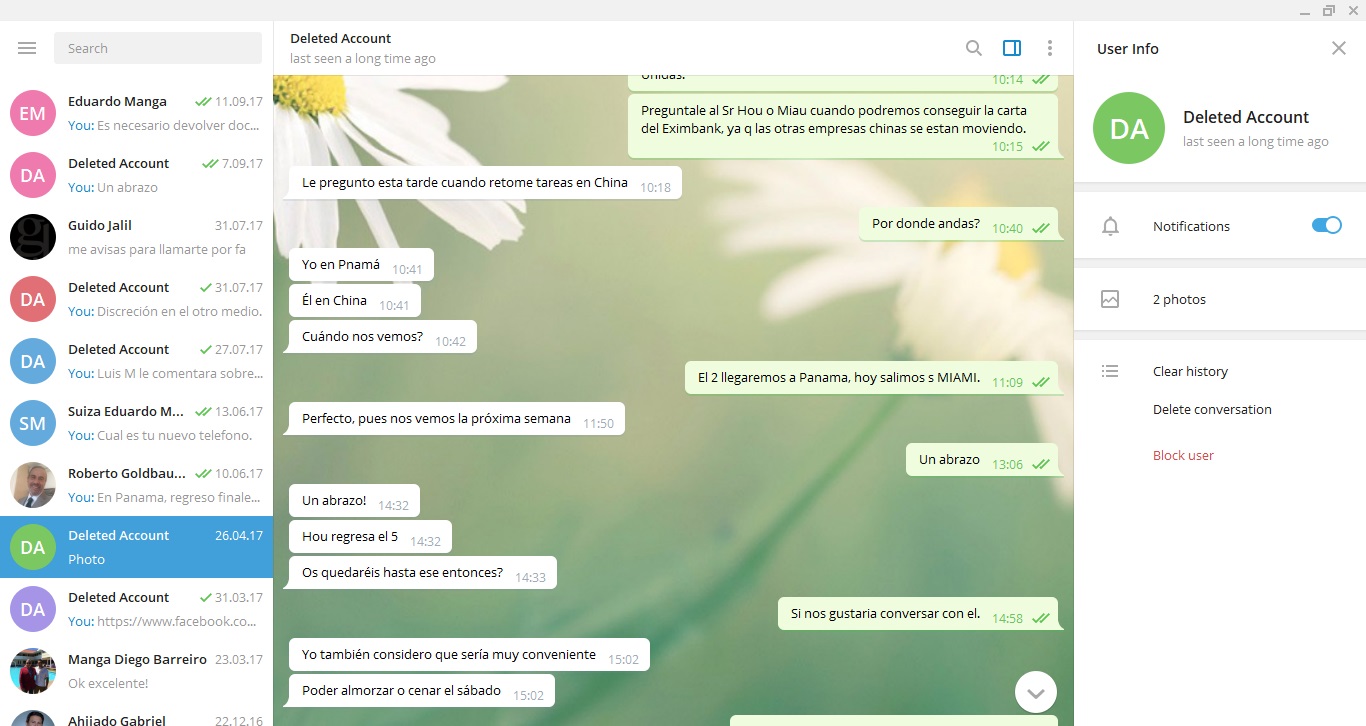 Search
EM
Eduardo Manga
11.09.17
You: Es necesario devolver doc...
DA
Deleted Account
7.09.17
You: Un abrazo
Guido Jalil
31.07.17
me avisas para llamarte por fa
DA
Deleted Account
31.07.17
You: Discreción en el otro medio.
DA
Deleted Account
27.07.17
You: Luis M le comentara sobre...
SM
Suiza Eduardo M...
13.06.17
You: Cual es tu nuevo telefono.
Roberto Goldbau...
10.06.17
You: En Panama, regreso finale...
DA
Deleted Account
26.04.17
Photo
DA
Deleted Account
31.03.17
You: https://www.facebook.co...
Manga Diego Barreiro
23.03.17
Ok excelente!
Ahijado Gabriel
22.12.16
Deleted Account
last seen a long time ago
Unidas.
10:14
Preguntale al Sr Hou o Miau cuando podremos conseguir la carta
del Eximbank, ya q las otras empresas chinas se estan moviendo.
10:15
Le pregunto esta tarde cuando retome tareas en China 10:18
Por donde andas? 10:40
Yo en Pnamá 10:41
Él en China 10:41
Cuándo nos vemos? 10:42
El 2 llegaremos a Panama, hoy salimos s MIAMI. 11:09
Perfecto, pues nos vemos la próxima semana 11:50
Un abrazo 13:06
Un abrazo! 14:32
Hou regresa el 5 14:32
Os quedaréis hasta ese entonces? 14:33
Si nos gustaria conversar con el. 14:58
Yo también considero que sería muy conveniente 15:02
Poder almorzar o cenar el sábado 15:02
User Info
DA
Deleted Account
last seen a long time ago
Notifications
2 photos
Clear history
Delete conversation
Block user